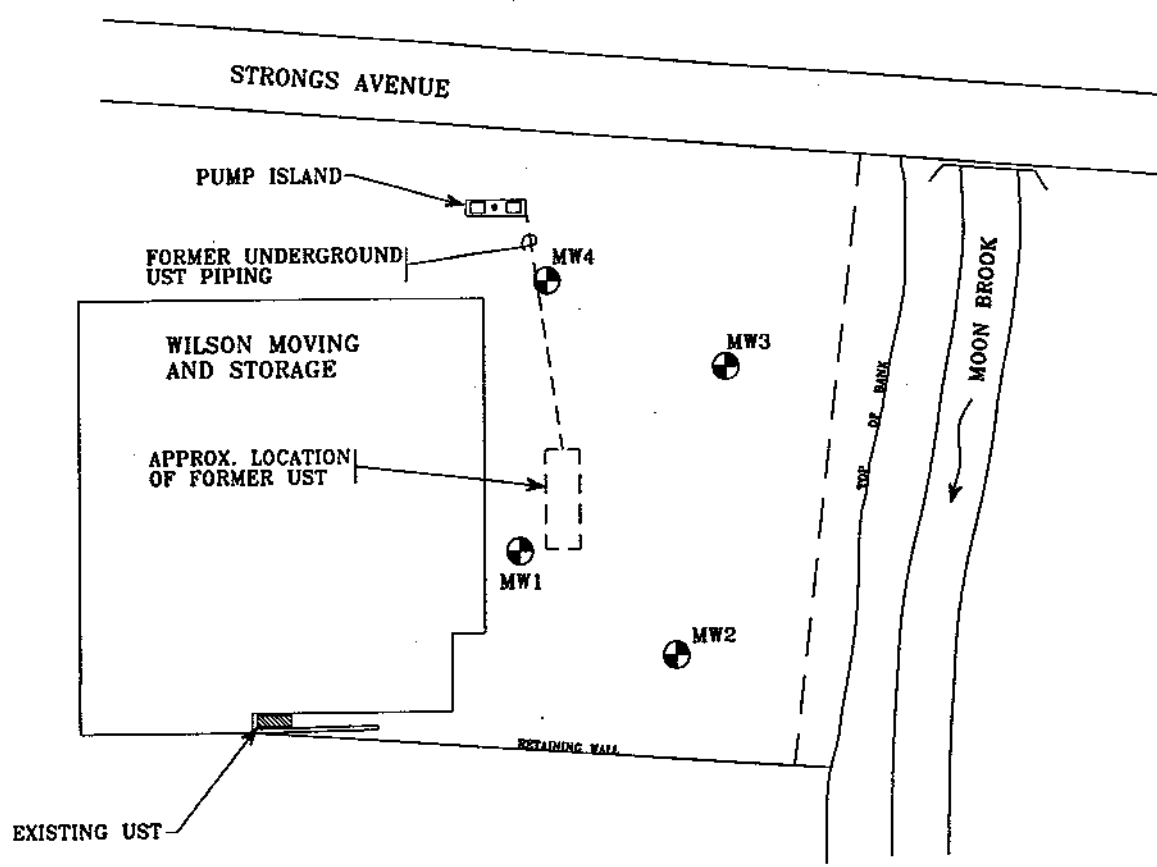 STRONGS AVENUE
PUMP ISLAND
FORMER UNDERGROUND
UST PIPING
MW4
WILSON MOVING
AND STORAGE
MW3
MOON BROOK
TOP OF BANK
APPROX. LOCATION
OF FORMER UST
MW1
MW2
RETAINING WALL
EXISTING UST